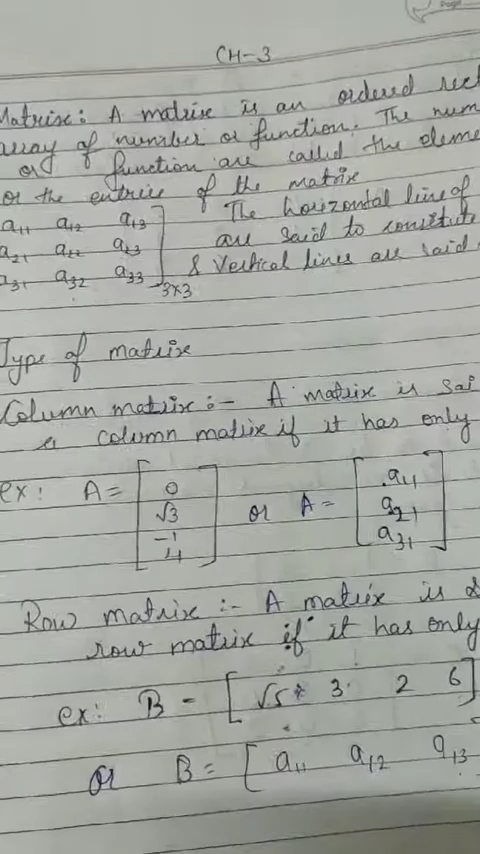 Page
CH-3
Matrix: A matrix is an ordered rect
array of number or function. The num
or function are called the eleme
or the entries of the matrix
a11 a12 a13 The horizontal line of
a21 a22 a23 are said to constitute
a31 a32 a33 3x3 & Vertical lines are said
Type of matrix
Column matrix :- A matrix is sai
a column matrix if it has only
ex: A = [0 √3 -1 4] or A = [a11 a21 a31]
Row matrix :- A matrix is s
row matrix if it has only
ex: B = [√5 3 2 6]
or B = [a11 a12 a13